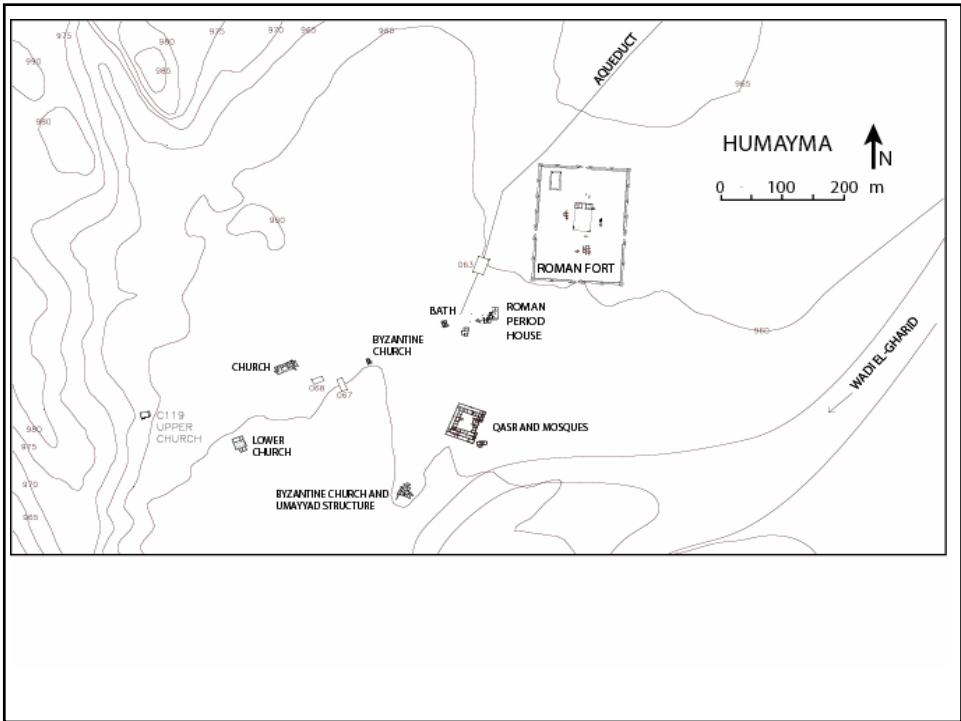 975
980
975
970
965
960
990
985
980
AQUEDUCT
965
HUMAYMA
N
0 100 200 m
960
063
ROMAN FORT
BATH
ROMAN
PERIOD
HOUSE
960
BYZANTINE
CHURCH
WADI EL-GHARID
CHURCH
068
067
C119
UPPER
CHURCH
QASR AND MOSQUES
980
975
LOWER
CHURCH
970
BYZANTINE CHURCH AND
UMAYYAD STRUCTURE
965